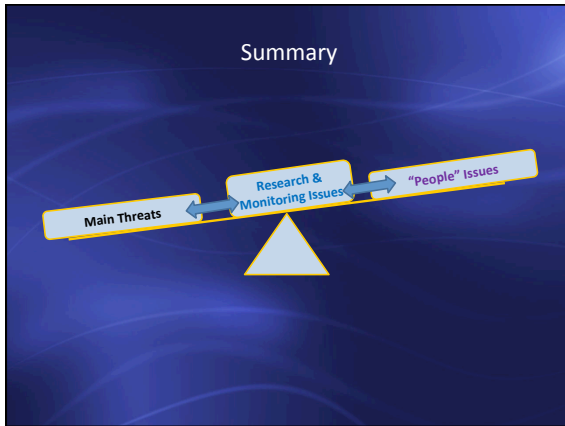 Summary
Main Threats
Research &
Monitoring Issues
“People” Issues